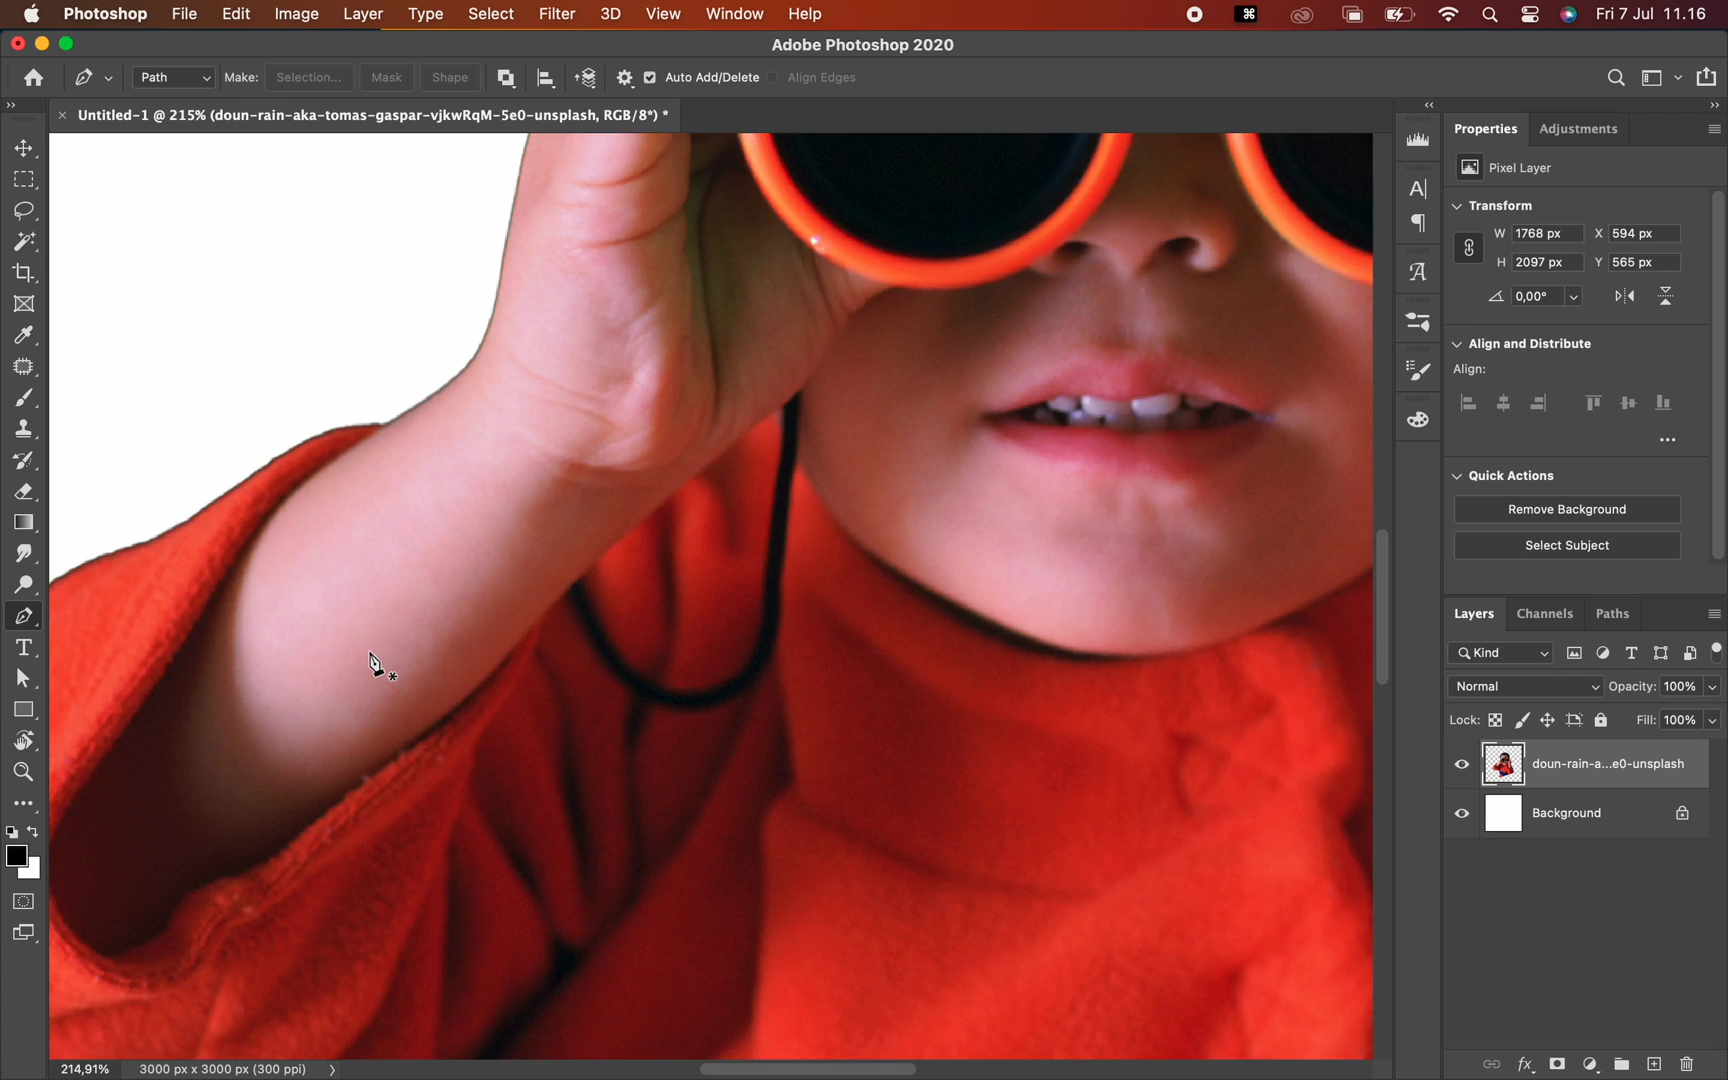 Photoshop File Edit Image Layer Type Select Filter 3D View Window Help Fri 7 Jul 11.16
Adobe Photoshop 2020
Path Make: Selection... Mask Shape Auto Add/Delete Align Edges
Untitled-1 @ 215% (doun-rain-aka-tomas-gaspar-vjkwRqM-5e0-unsplash, RGB/8*) *
Properties Adjustments
Pixel Layer
Transform
W 1768 px X 594 px
H 2097 px Y 565 px
0,00°
Align and Distribute
Align:
Quick Actions
Remove Background
Select Subject
Layers Channels Paths
Kind
Normal Opacity: 100%
Lock: Fill: 100%
doun-rain-a...e0-unsplash
Background
214,91% 3000 px x 3000 px (300 ppi)